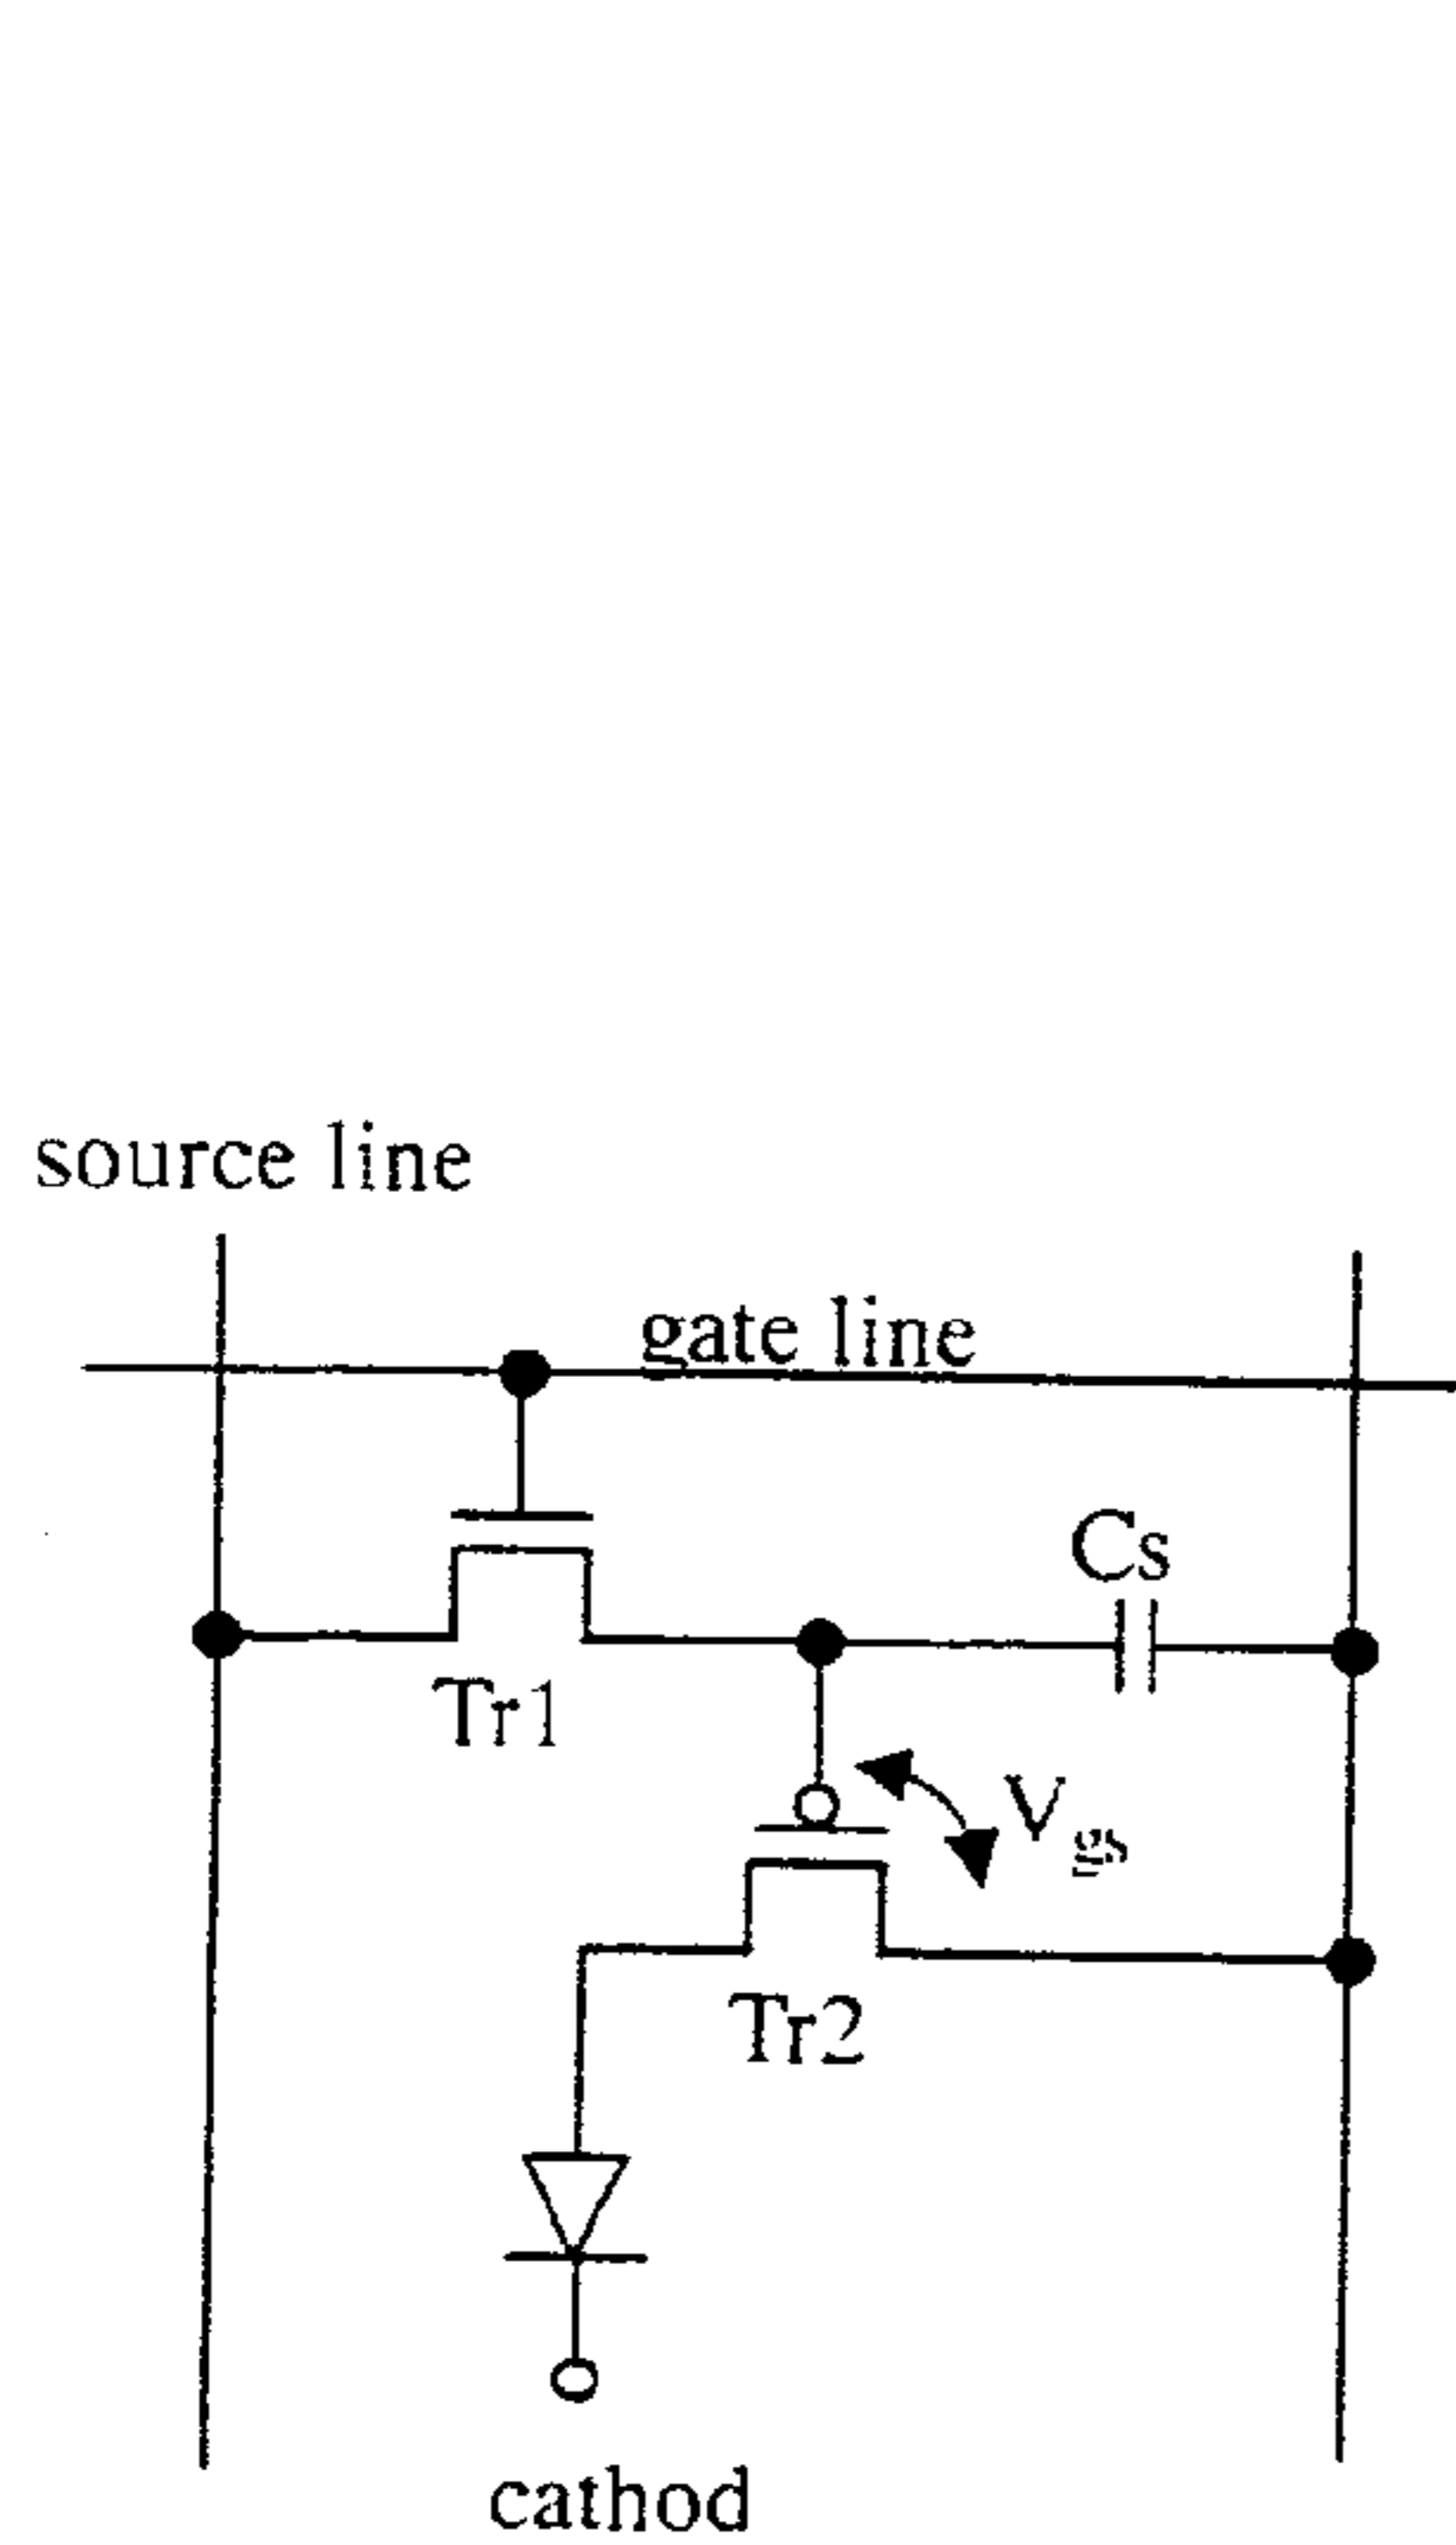 source line
gate line
Cs
Tr1
Vgs
Tr2
cathod